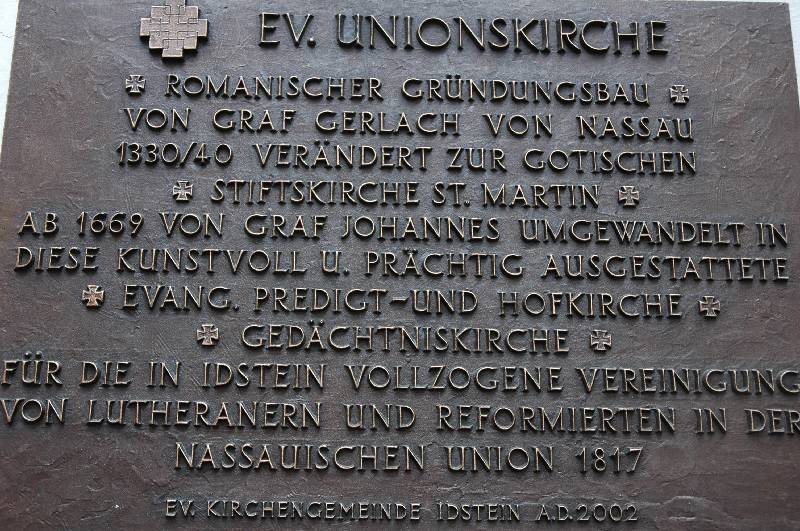 EV. UNIONSKIRCHE
ROMANISCHER GRÜNDUNGSBAU
VON GRAF GERLACH VON NASSAU
1330/40 VERÄNDERT ZUR GOTISCHEN
STIFTSKIRCHE ST. MARTIN
AB 1669 VON GRAF JOHANNES UMGEWANDELT IN
DIESE KUNSTVOLL U. PRÄCHTIG AUSGESTATTETE
EVANG. PREDIGT-UND HOFKIRCHE
GEDÄCHTNISKIRCHE
FÜR DIE IN IDSTEIN VOLLZOGENE VEREINIGUNG
VON LUTHERANERN UND REFORMIERTEN IN DER
NASSAUISCHEN UNION 1817
EV. KIRCHENGEMEINDE IDSTEIN A.D.2002